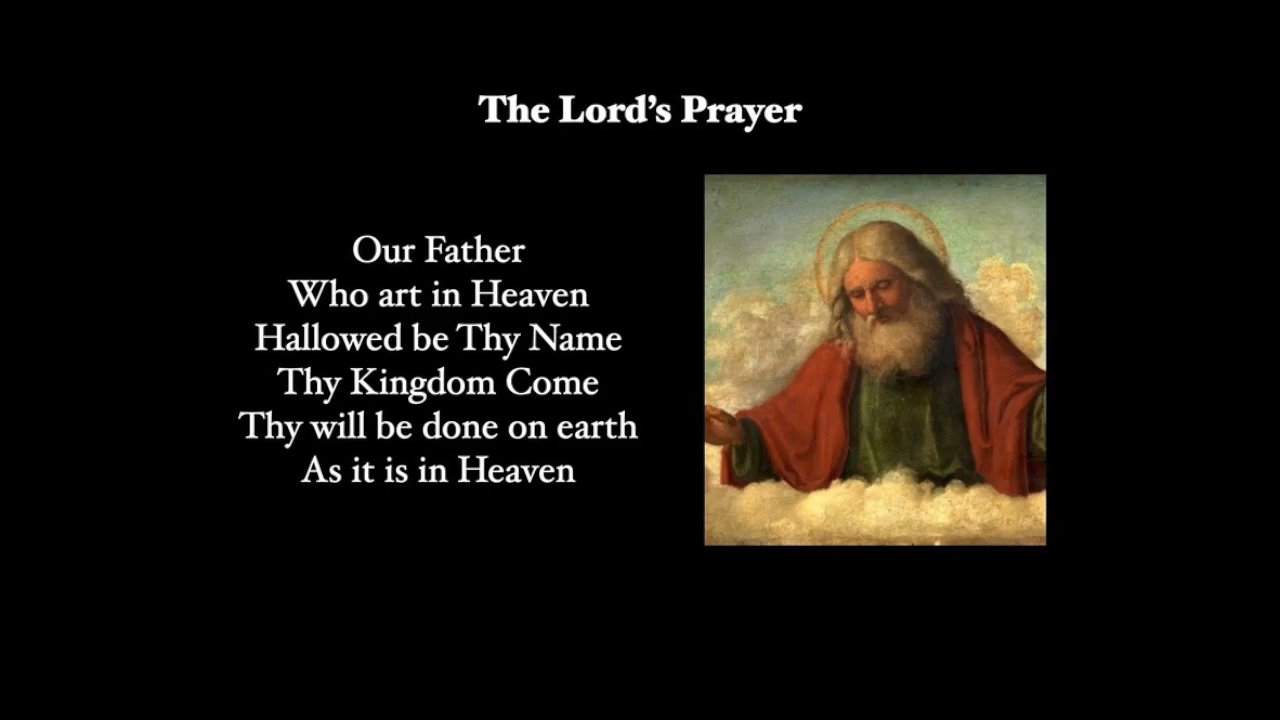 The Lord’s Prayer
Our Father
Who art in Heaven
Hallowed be Thy Name
Thy Kingdom Come
Thy will be done on earth
As it is in Heaven